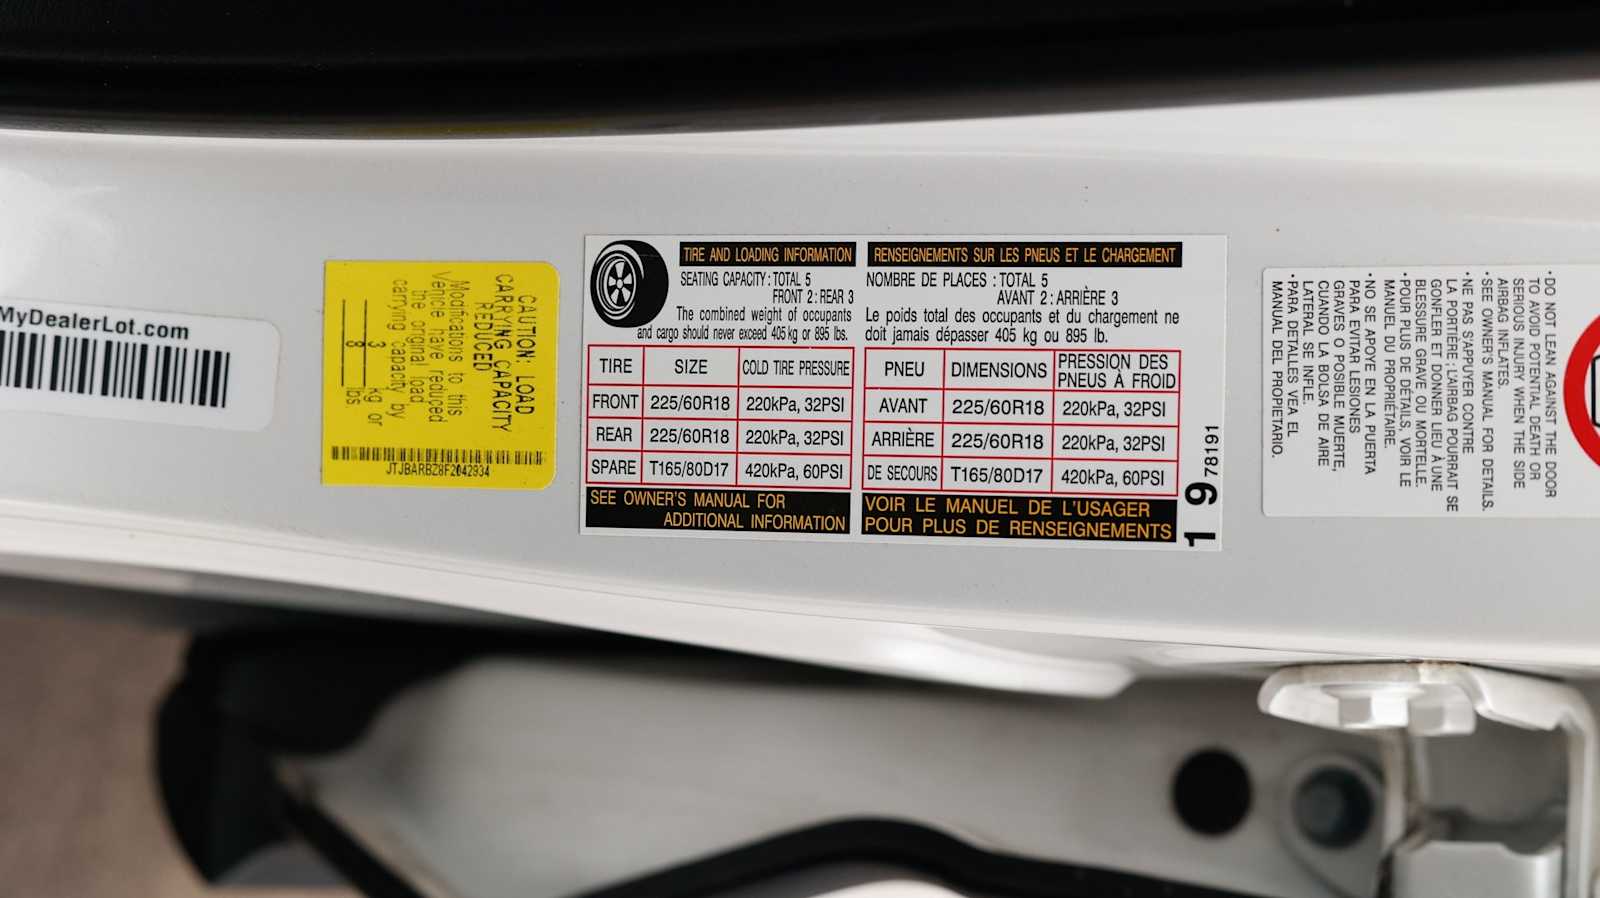 MyDealerLot.com
CAUTION: LOAD
CARRYING CAPACITY
REDUCED
Modifications to this
Vehicle have reduced
the original load
carrying capacity by
3 kg or
8 lbs
JTJBARBZ8F2042934
TIRE AND LOADING INFORMATION
SEATING CAPACITY : TOTAL 5
FRONT 2 : REAR 3
The combined weight of occupants
and cargo should never exceed 405 kg or 895 lbs.
TIRE SIZE COLD TIRE PRESSURE
FRONT 225/60R18 220kPa, 32PSI
REAR 225/60R18 220kPa, 32PSI
SPARE T165/80D17 420kPa, 60PSI
SEE OWNER'S MANUAL FOR
ADDITIONAL INFORMATION
RENSEIGNEMENTS SUR LES PNEUS ET LE CHARGEMENT
NOMBRE DE PLACES : TOTAL 5
AVANT 2 : ARRIÈRE 3
Le poids total des occupants et du chargement ne
doit jamais dépasser 405 kg ou 895 lb.
PNEU DIMENSIONS PRESSION DES
PNEUS À FROID
AVANT 225/60R18 220kPa, 32PSI
ARRIÈRE 225/60R18 220kPa, 32PSI
DE SECOURS T165/80D17 420kPa, 60PSI
VOIR LE MANUEL DE L'USAGER
POUR PLUS DE RENSEIGNEMENTS
1 9 78191
•DO NOT LEAN AGAINST THE DOOR
TO AVOID POTENTIAL DEATH OR
SERIOUS INJURY WHEN THE SIDE
AIRBAG INFLATES.
•SEE OWNER'S MANUAL FOR DETAILS.
•NE PAS S'APPUYER CONTRE
LA PORTIÈRE ; L'AIRBAG POURRAIT SE
GONFLER ET DONNER LIEU À UNE
BLESSURE GRAVE OU MORTELLE.
•POUR PLUS DE DÉTAILS, VOIR LE
MANUEL DU PROPRIÉTAIRE.
•NO SE APOYE EN LA PUERTA
PARA EVITAR LESIONES
GRAVES O POSIBLE MUERTE,
CUANDO LA BOLSA DE AIRE
LATERAL SE INFLE.
•PARA DETALLES VEA EL
MANUAL DEL PROPIETARIO.